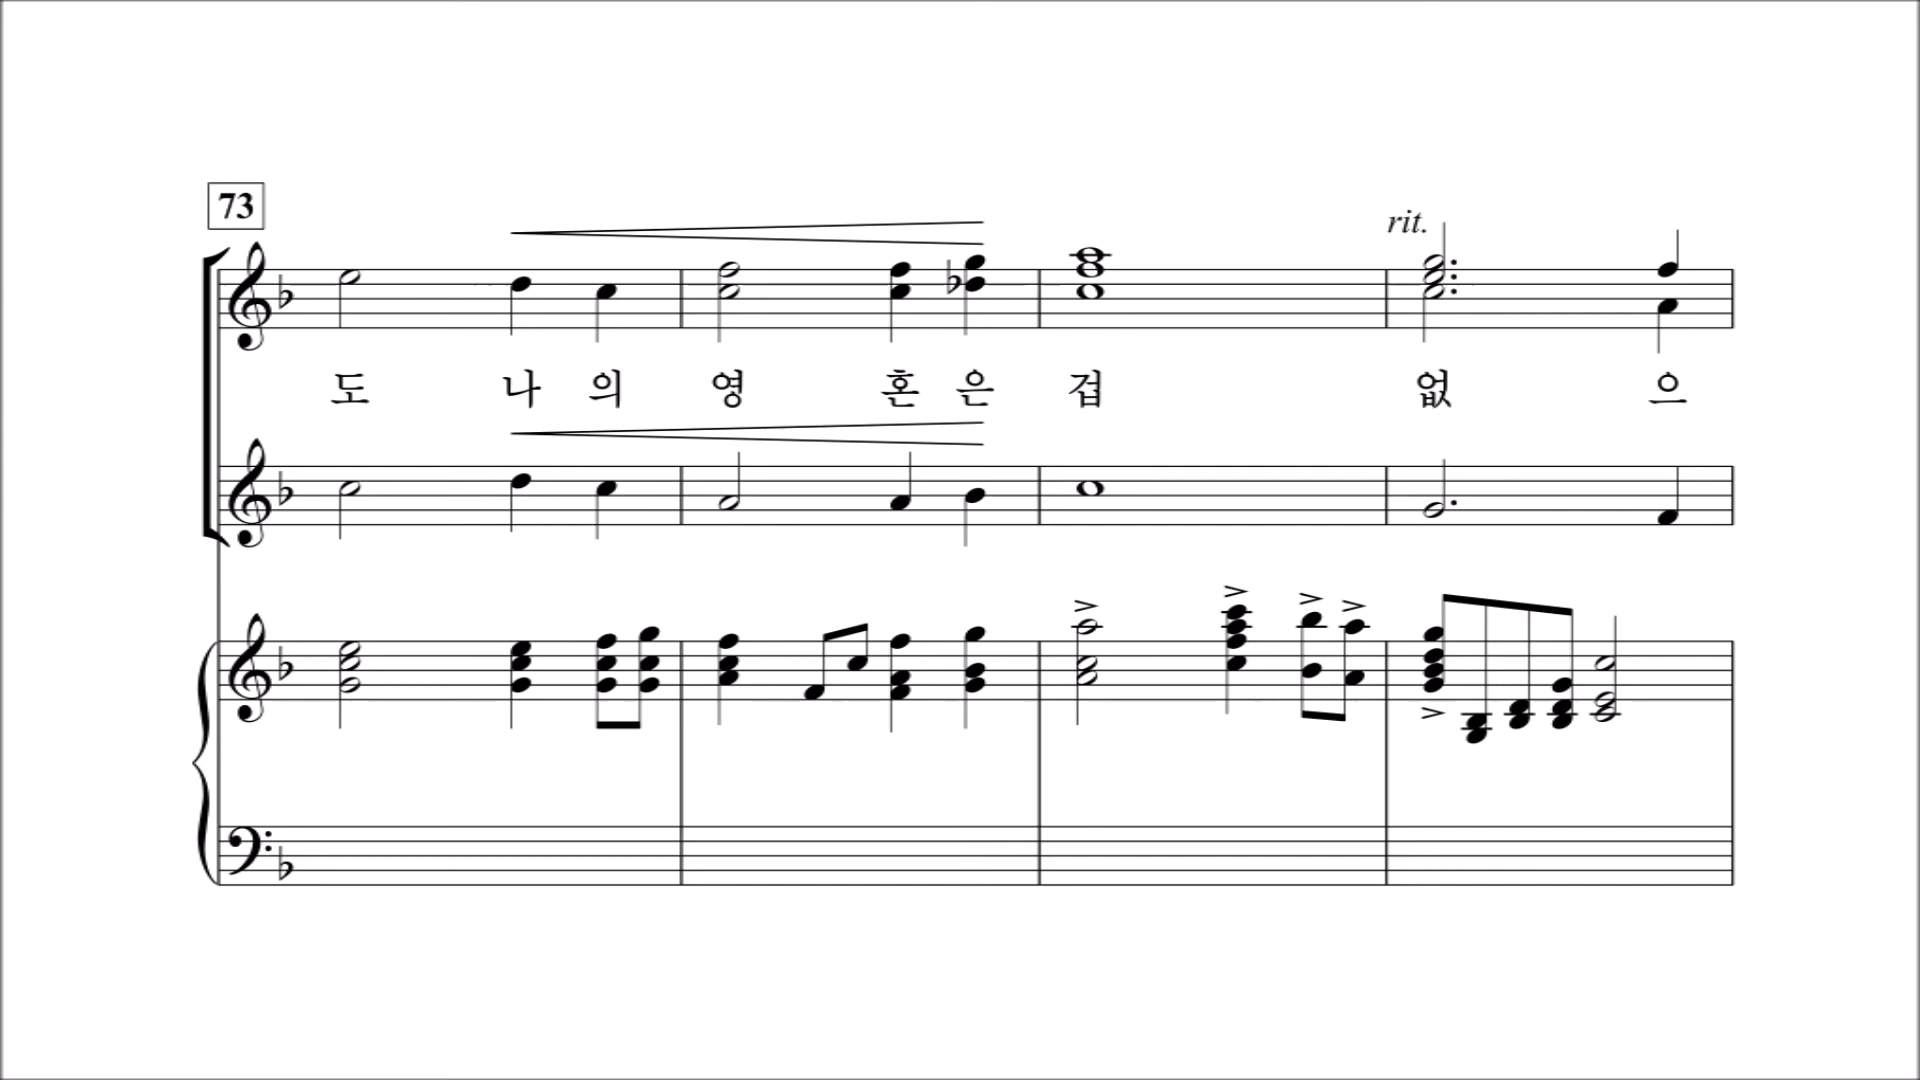 73
rit.
도 나 의 영 혼 은 겁 없 으